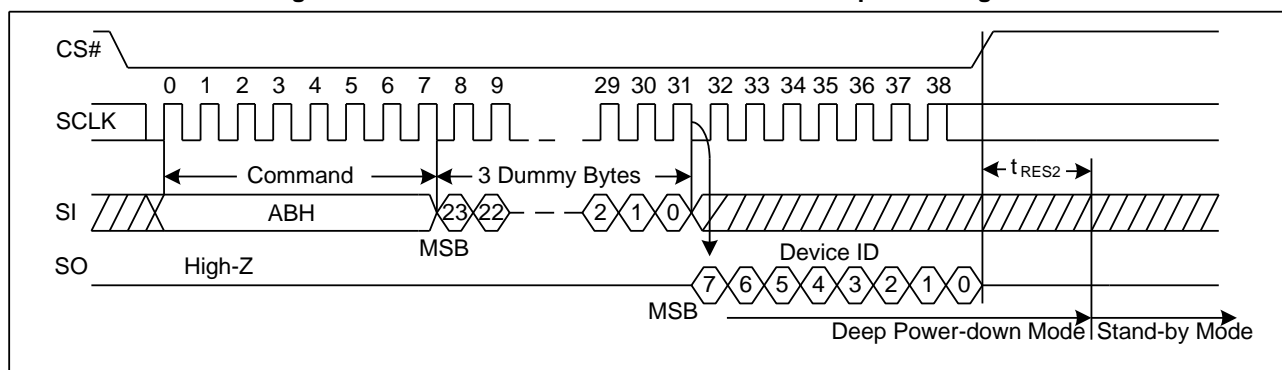 CS#
0 1 2 3 4 5 6 7 8 9 29 30 31 32 33 34 35 36 37 38
SCLK
Command 3 Dummy Bytes tRES2
SI ABH 23 22 2 1 0
MSB Device ID
SO High-Z 7 6 5 4 3 2 1 0
MSB
Deep Power-down Mode Stand-by Mode